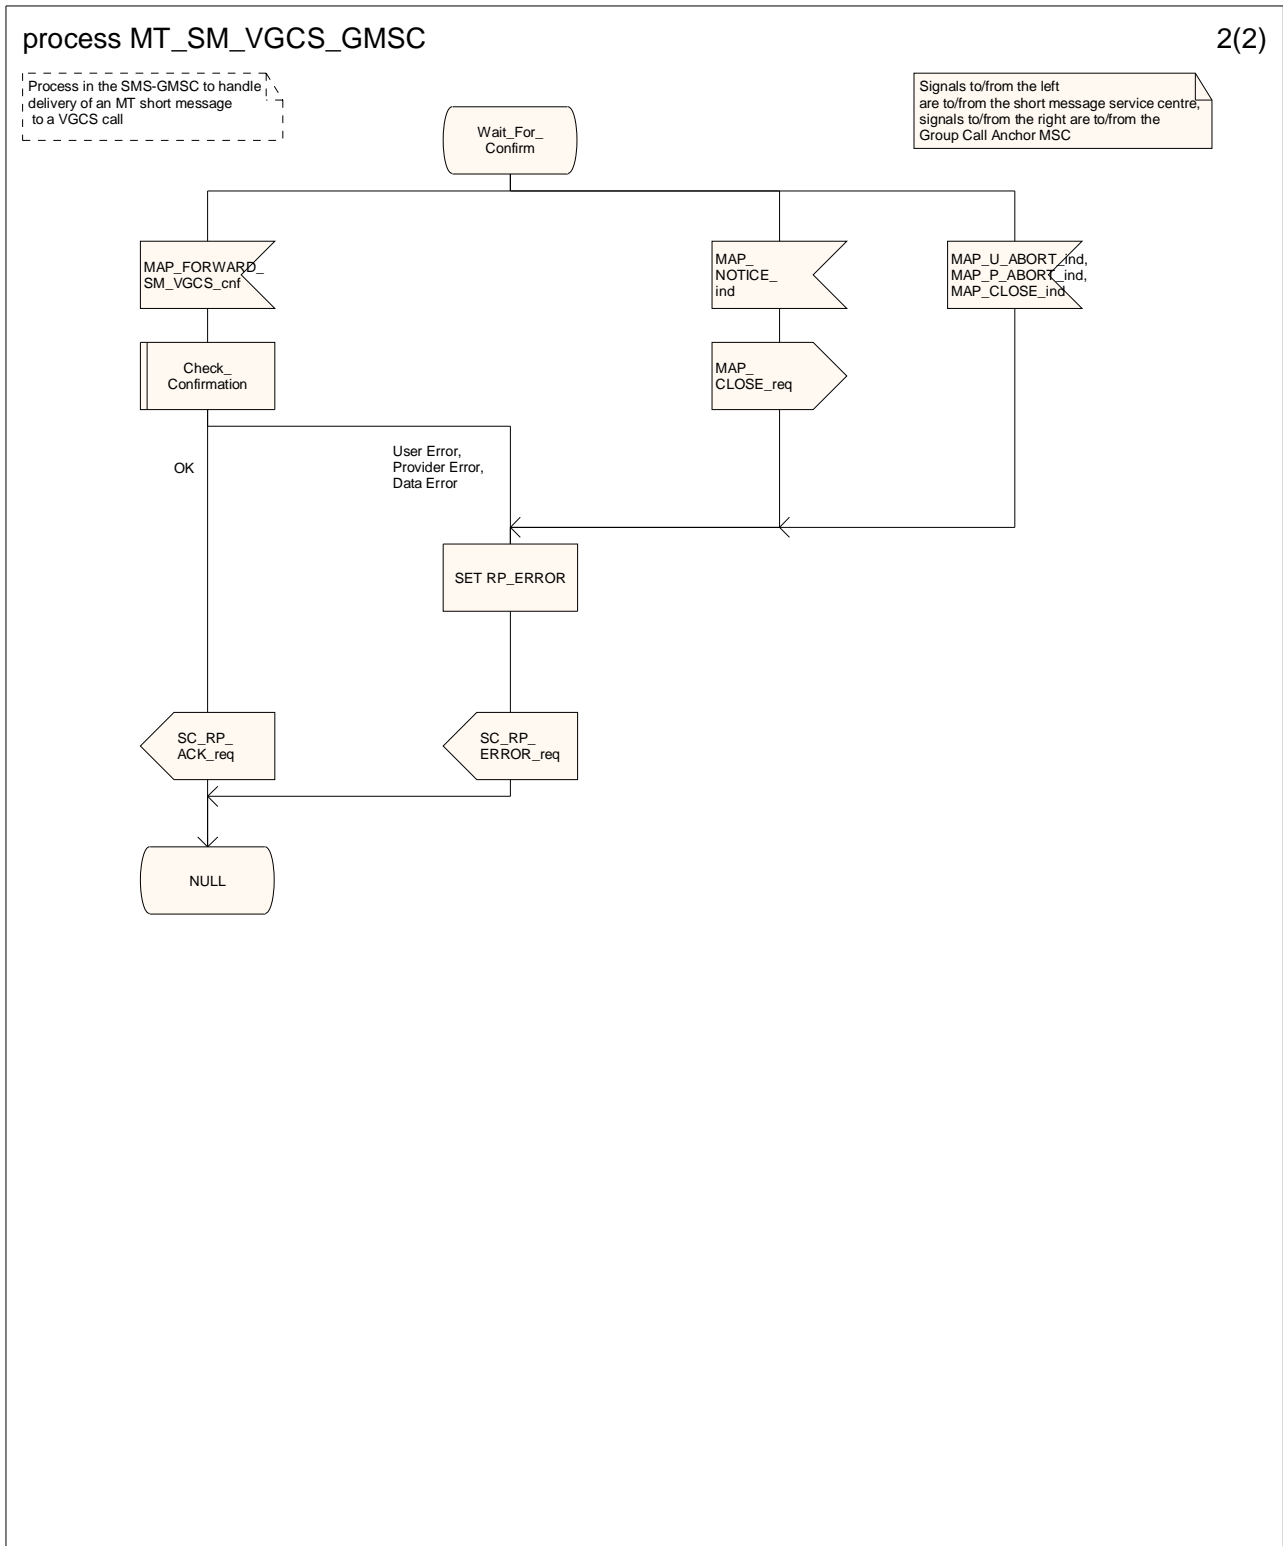 process MT_SM_VGCS_GMSC
2(2)
Process in the SMS-GMSC to handle
delivery of an MT short message
to a VGCS call
Signals to/from the left
are to/from the short message service centre,
signals to/from the right are to/from the
Group Call Anchor MSC
Wait_For_
Confirm
MAP_FORWARD_
SM_VGCS_cnf
MAP_
NOTICE_
ind
MAP_U_ABORT_ind,
MAP_P_ABORT_ind,
MAP_CLOSE_ind
Check_
Confirmation
MAP_
CLOSE_req
OK
User Error,
Provider Error,
Data Error
SET RP_ERROR
SC_RP_
ACK_req
SC_RP_
ERROR_req
NULL